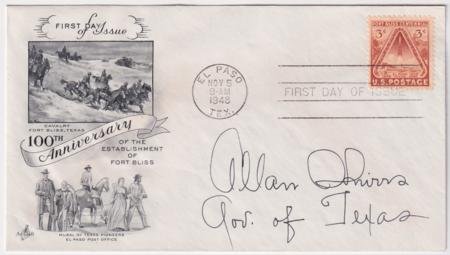 FIRST DAY
of Issue
CAVALRY
FORT BLISS, TEXAS
100TH
Anniversary
OF THE
ESTABLISHMENT
OF
FORT BLISS
MURAL OF TEXAS PIONEERS
EL PASO POST OFFICE
EL PASO
NOV 5
9-AM
1948
TEX.
FIRST DAY OF ISSUE
FORT BLISS CENTENNIAL
3¢ 3¢
U.S. POSTAGE
Allan Shivers
Gov. of Texas